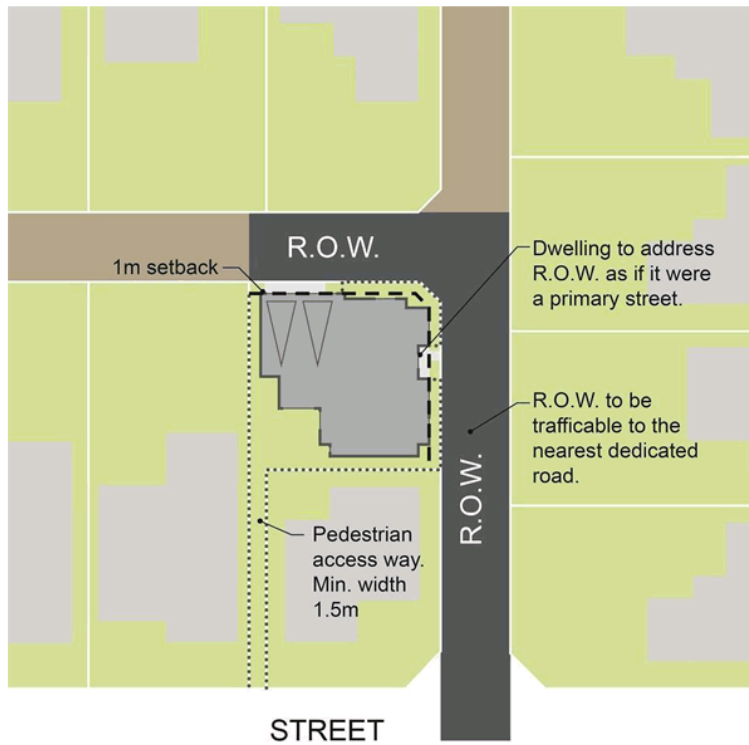 R.O.W.
1m setback
Dwelling to address
R.O.W. as if it were
a primary street.
R.O.W. to be
trafficable to the
nearest dedicated
road.
R.O.W.
Pedestrian
access way.
Min. width
1.5m
STREET